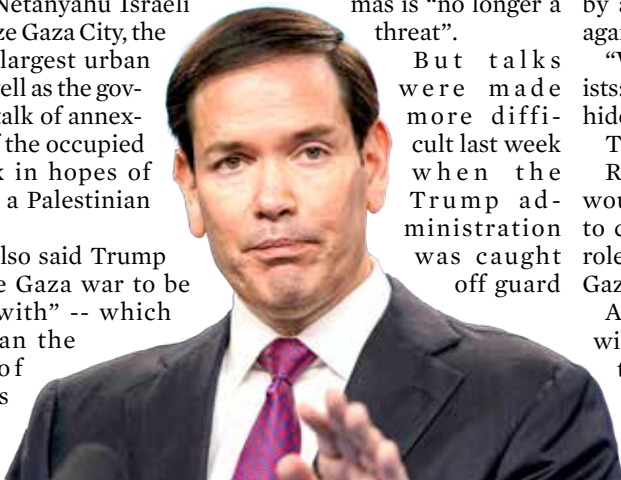 Netanyahu Israeli
ze Gaza City, the
largest urban
ell as the gov-
talk of annex-
f the occupied
k in hopes of
a Palestinian
lso said Trump
e Gaza war to be
with” -- which
an the
of
s
mas is “no longer a
threat”.
But talks
were made
more diffi-
cult last week
when the
Trump ad-
ministration
was caught
off guard
by a
agai
“W
ists:
hide
T
R
wou
to c
role
Gaz
A
wi
t